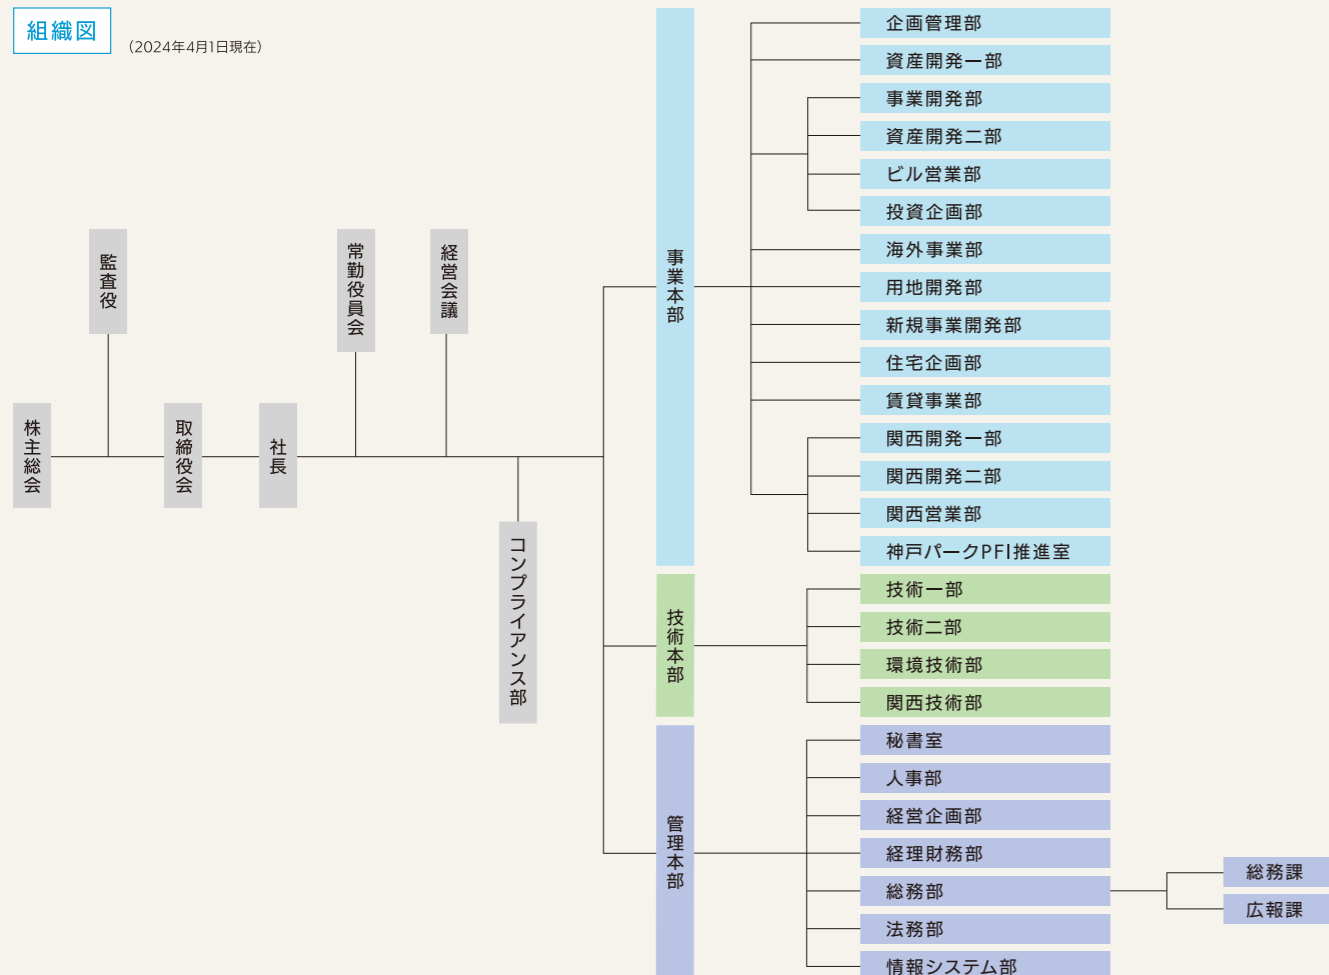 組織図
(2024年4月1日現在)
株主総会
監査役
取締役会
社長
常勤役員会
経営会議
コンプライアンス部
事業本部
企画管理部
資産開発一部
事業開発部
資産開発二部
ビル営業部
投資企画部
海外事業部
用地開発部
新規事業開発部
住宅企画部
賃貸事業部
関西開発一部
関西開発二部
関西営業部
神戸パークPFI推進室
技術本部
技術一部
技術二部
環境技術部
関西技術部
管理本部
秘書室
人事部
経営企画部
経理財務部
総務部
総務課
広報課
法務部
情報システム部